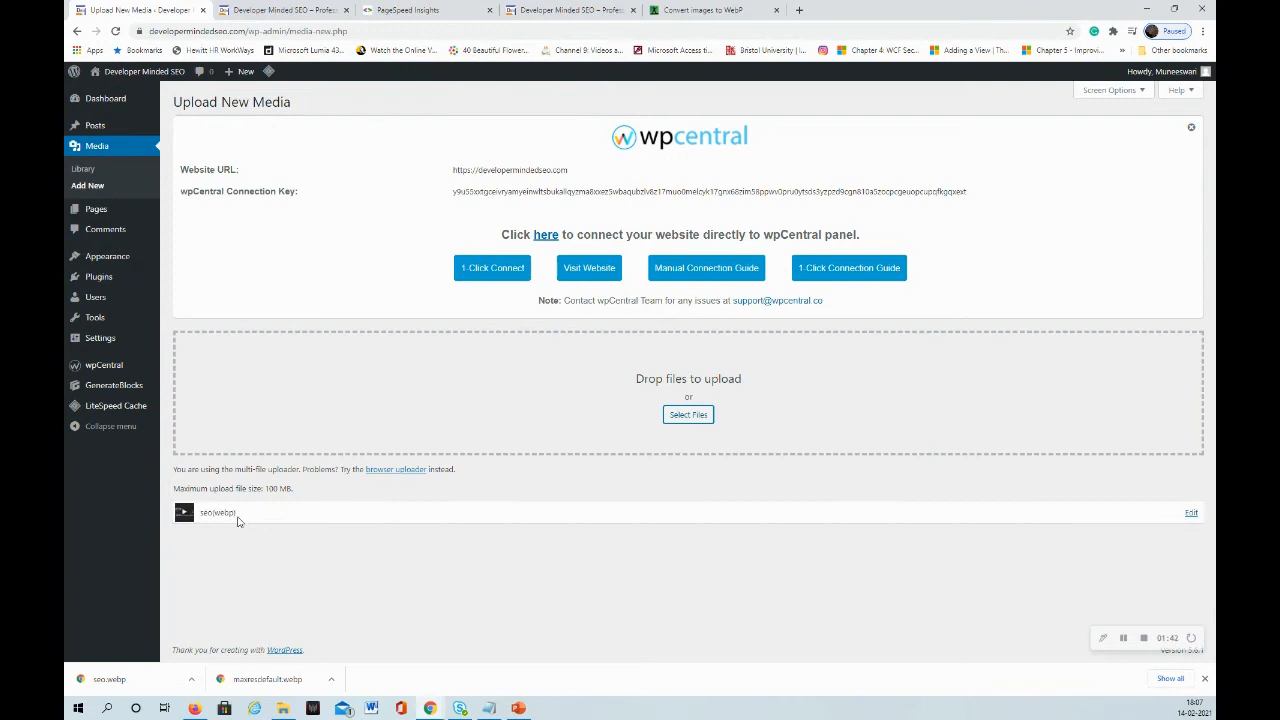 Upload New Media ‹ Developer M
Developer Minded SEO – Profess
PageSpeed Insights
Developer Minded SEO – Profess
Convert images to WebP
developermindedseo.com/wp-admin/media-new.php
Paused
Apps
Bookmarks
Hewitt HR WorkWays
Microsoft Lumia 43...
Watch the Online V...
40 Beautiful Flower...
Channel 9: Videos a...
Microsoft Access ti...
Bristol University | I...
Chapter 4: WCF Sec...
Adding a View | Th...
Chapter 5 - Improvi...
»
Other bookmarks
Developer Minded SEO
0
New
Howdy, Muneeswari
Dashboard
Posts
Media
Library
Add New
Pages
Comments
Appearance
Plugins
Users
Tools
Settings
wpCentral
GenerateBlocks
LiteSpeed Cache
Collapse menu
Upload New Media
Screen Options
Help
wpcentral
Website URL:
https://developermindedseo.com
wpCentral Connection Key:
Click here to connect your website directly to wpCentral panel.
1-Click Connect
Visit Website
Manual Connection Guide
1-Click Connection Guide
Note: Contact wpCentral Team for any issues at support@wpcentral.co
Drop files to upload
or
Select Files
You are using the multi-file uploader. Problems? Try the browser uploader instead.
Maximum upload file size: 100 MB.
seo(webp)
Edit
01:42
Thank you for creating with WordPress.
Version 5.6.1
seo.webp
maxresdefault.webp
Show all
18:07
14-02-2021